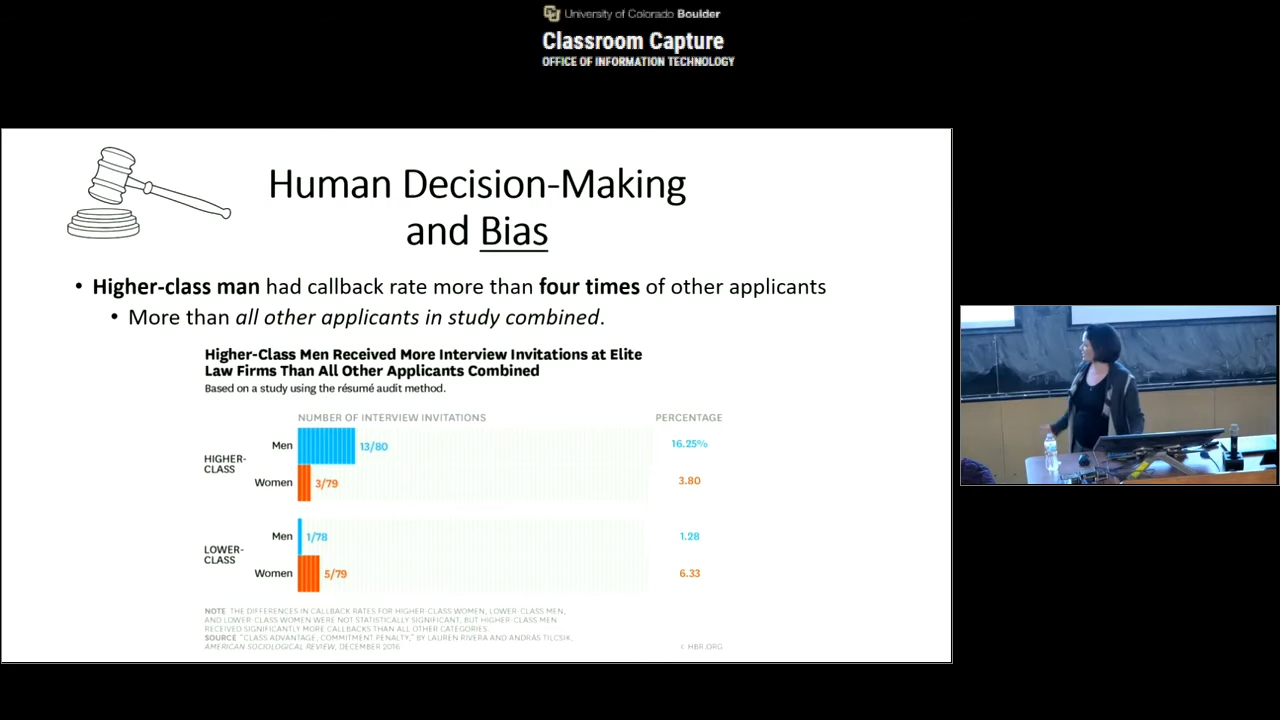 University of Colorado Boulder
Classroom Capture
OFFICE OF INFORMATION TECHNOLOGY
Human Decision-Making
and Bias
• Higher-class man had callback rate more than four times of other applicants
• More than all other applicants in study combined.
Higher-Class Men Received More Interview Invitations at Elite
Law Firms Than All Other Applicants Combined
Based on a study using the résumé audit method.
NUMBER OF INTERVIEW INVITATIONS
PERCENTAGE
HIGHER-
CLASS
Men 13/80 16.25%
Women 3/79 3.80
LOWER-
CLASS
Men 1/78 1.28
Women 5/79 6.33
NOTE THE DIFFERENCES IN CALLBACK RATES FOR HIGHER-CLASS WOMEN, LOWER-CLASS MEN,
AND LOWER-CLASS WOMEN WERE NOT STATISTICALLY SIGNIFICANT, BUT HIGHER-CLASS MEN
RECEIVED SIGNIFICANTLY MORE CALLBACKS THAN ALL OTHER CATEGORIES.
SOURCE "CLASS ADVANTAGE, COMMITMENT PENALTY," BY LAUREN RIVERA AND ANDRÁS TILCSIK,
AMERICAN SOCIOLOGICAL REVIEW, DECEMBER 2016
© HBR.ORG